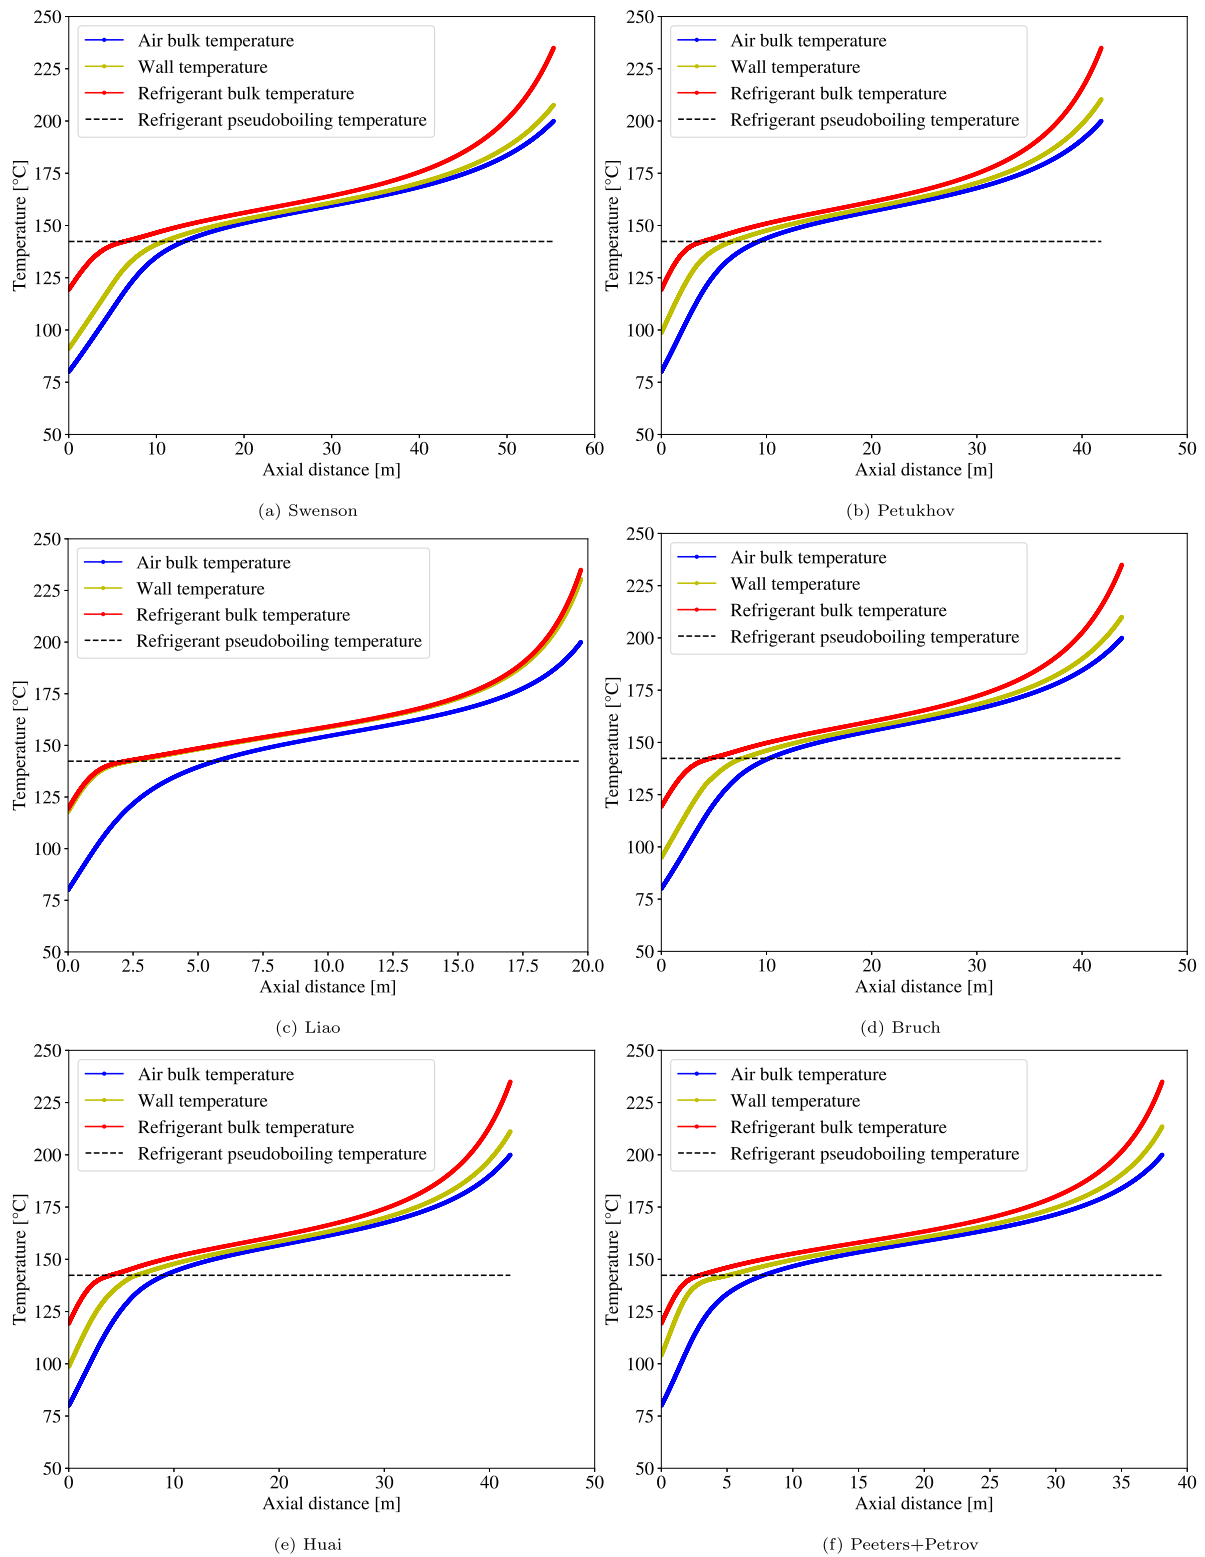 250
225
200
175
150
125
100
75
50
Temperature [°C]
Air bulk temperature
Wall temperature
Refrigerant bulk temperature
Refrigerant pseudoboiling temperature
0 10 20 30 40 50 60
Axial distance [m]
(a) Swenson
250
225
200
175
150
125
100
75
50
Temperature [°C]
Air bulk temperature
Wall temperature
Refrigerant bulk temperature
Refrigerant pseudoboiling temperature
0 10 20 30 40 50
Axial distance [m]
(b) Petukhov
250
225
200
175
150
125
100
75
50
Temperature [°C]
Air bulk temperature
Wall temperature
Refrigerant bulk temperature
Refrigerant pseudoboiling temperature
0.0 2.5 5.0 7.5 10.0 12.5 15.0 17.5 20.0
Axial distance [m]
(c) Liao
250
225
200
175
150
125
100
75
50
Temperature [°C]
Air bulk temperature
Wall temperature
Refrigerant bulk temperature
Refrigerant pseudoboiling temperature
0 10 20 30 40 50
Axial distance [m]
(d) Bruch
250
225
200
175
150
125
100
75
50
Temperature [°C]
Air bulk temperature
Wall temperature
Refrigerant bulk temperature
Refrigerant pseudoboiling temperature
0 10 20 30 40 50
Axial distance [m]
(e) Huai
250
225
200
175
150
125
100
75
50
Temperature [°C]
Air bulk temperature
Wall temperature
Refrigerant bulk temperature
Refrigerant pseudoboiling temperature
0 5 10 15 20 25 30 35 40
Axial distance [m]
(f) Peeters+Petrov